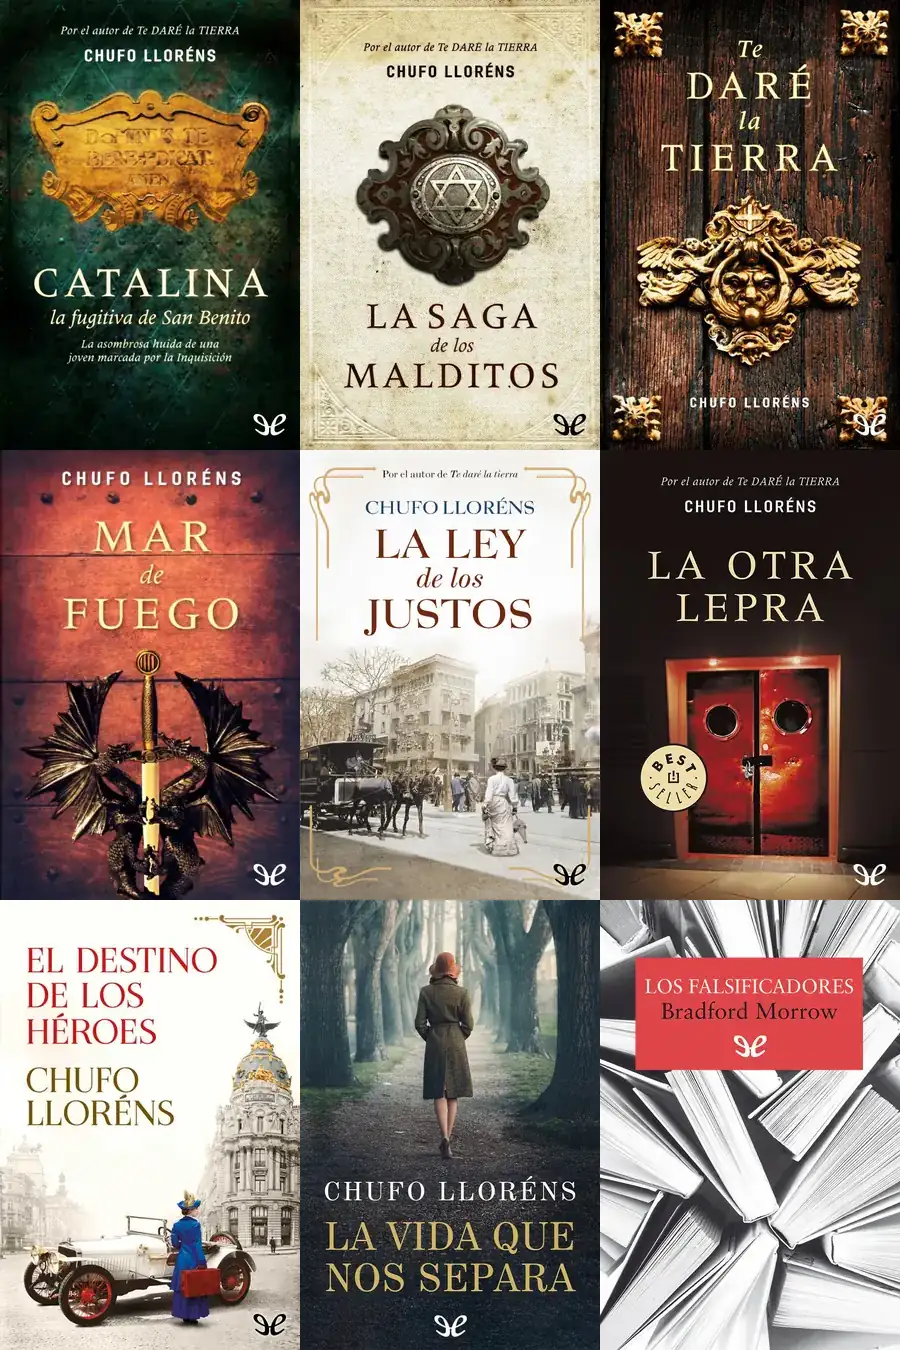 Por el autor de Te DARÉ la TIERRA
CHUFO LLORÉNS
DOMINUS TE
BENEDICAT
AMEN
CATALINA
la fugitiva de San Benito
La asombrosa huida de una
joven marcada por la Inquisición
Por el autor de Te DARÉ la TIERRA
CHUFO LLORÉNS
LA SAGA
de los
MALDITOS
Te
DARÉ
la
TIERRA
CHUFO LLORÉNS
CHUFO LLORÉNS
MAR
de
FUEGO
Por el autor de Te daré la tierra
CHUFO LLORÉNS
LA LEY
de los
JUSTOS
Por el autor de Te DARÉ la TIERRA
CHUFO LLORÉNS
LA OTRA
LEPRA
BEST
SELLER
EL DESTINO
DE LOS
HÉROES
CHUFO
LLORÉNS
CHUFO LLORÉNS
LA VIDA QUE
NOS SEPARA
LOS FALSIFICADORES
Bradford Morrow